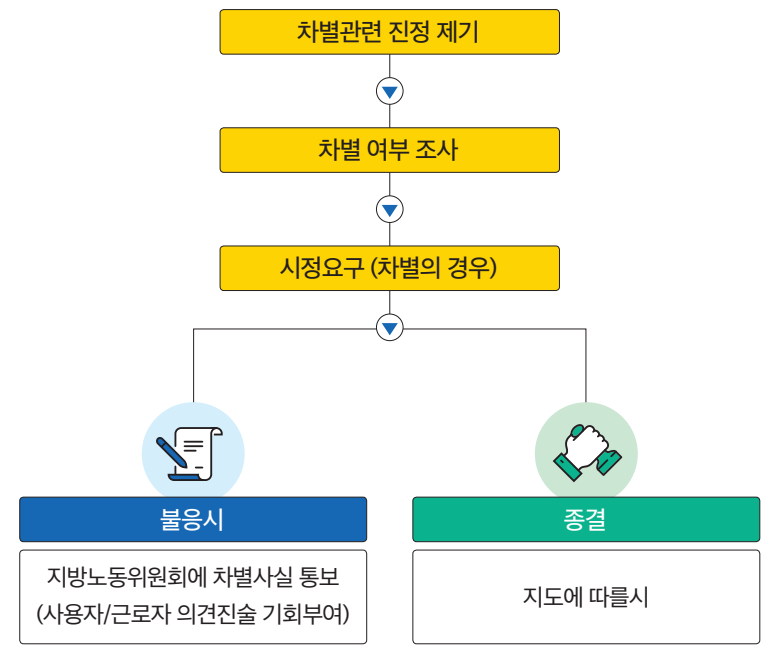 차별관련 진정 제기
차별 여부 조사
시정요구 (차별의 경우)
불응시
지방노동위원회에 차별사실 통보
(사용자/근로자 의견진술 기회부여)
종결
지도에 따를시